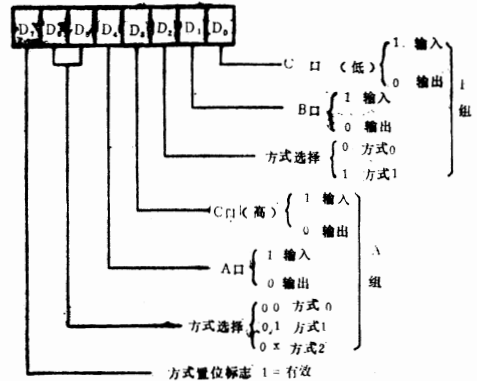 D₇ D₆ D₅ D₄ D₃ D₂ D₁ D₀
C 口 (低) 1 输入
0 输出
组
B口 1 输入
0 输出
方式选择 0 方式0
1 方式1
C口(高) 1 输入
0 输出
A
组
A口 1 输入
0 输出
方式选择 00 方式0
0,1 方式1
0 x 方式2
方式置位标志 1=有效